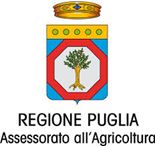 REGIONE PUGLIA
Assessorato all'Agricoltura